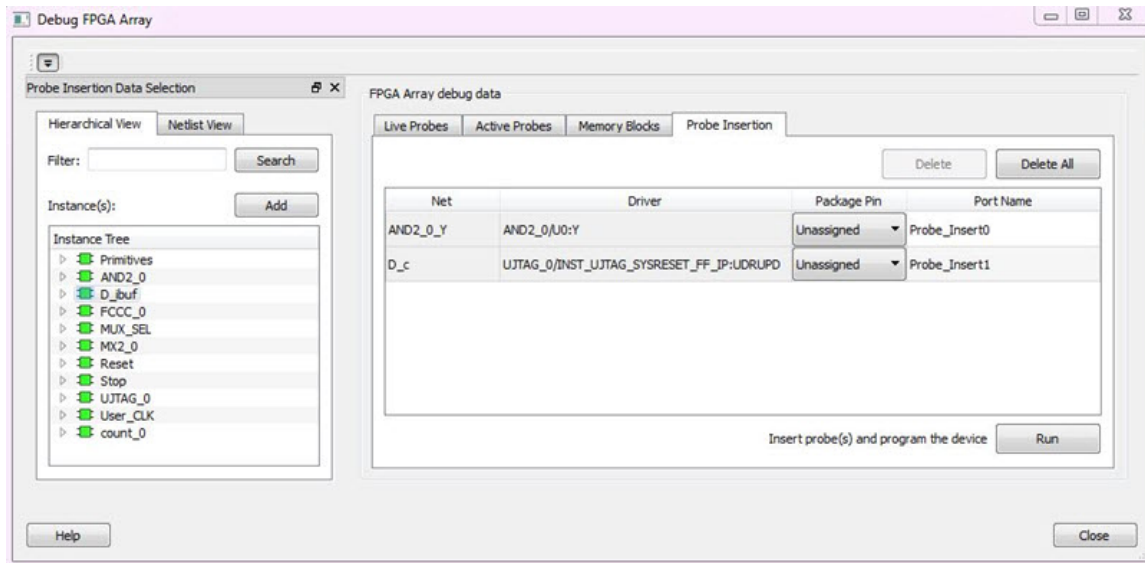 Debug FPGA Array
Probe Insertion Data Selection
Hierarchical View Netlist View
Filter: Search
Instance(s): Add
Instance Tree
Primitives
AND2_0
D_ibuf
FCCC_0
MUX_SEL
MX2_0
Reset
Stop
UJTAG_0
User_CLK
count_0
FPGA Array debug data
Live Probes Active Probes Memory Blocks Probe Insertion
Delete Delete All
Net Driver Package Pin Port Name
AND2_0_Y AND2_0/U0:Y Unassigned Probe_Insert0
D_c UJTAG_0/INST_UJTAG_SYSRESET_FF_IP:UDRUPD Unassigned Probe_Insert1
Insert probe(s) and program the device Run
Help Close